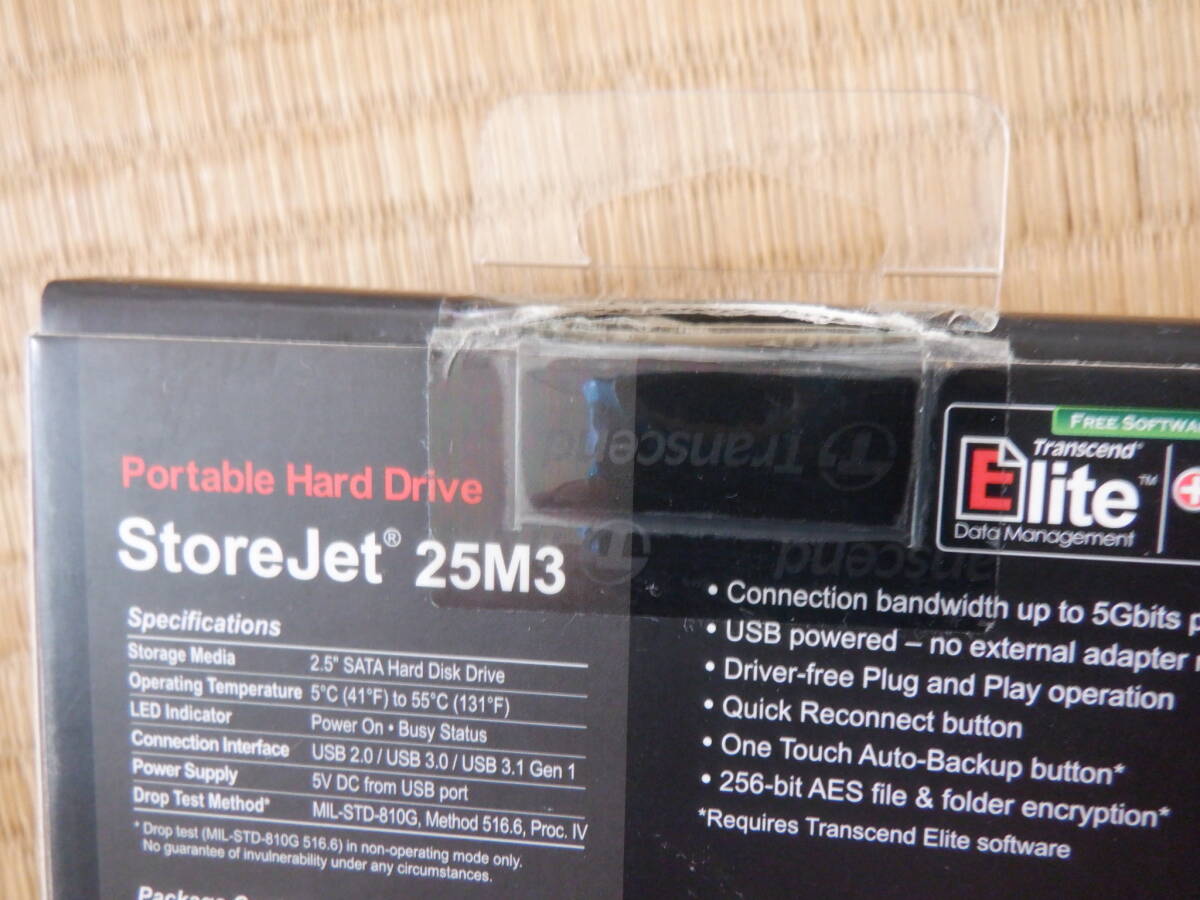 Transcend
Transcend
FREE SOFTWA
Transcend®
Elite™
Data Management
Portable Hard Drive
StoreJet® 25M3
Specifications
Storage Media 2.5" SATA Hard Disk Drive
Operating Temperature 5°C (41°F) to 55°C (131°F)
LED Indicator Power On • Busy Status
Connection Interface USB 2.0 / USB 3.0 / USB 3.1 Gen 1
Power Supply 5V DC from USB port
Drop Test Method* MIL-STD-810G, Method 516.6, Proc. IV
* Drop test (MIL-STD-810G 516.6) in non-operating mode only.
No guarantee of invulnerability under any circumstances.
• Connection bandwidth up to 5Gbits p
• USB powered – no external adapter
• Driver-free Plug and Play operation
• Quick Reconnect button
• One Touch Auto-Backup button*
• 256-bit AES file & folder encryption*
*Requires Transcend Elite software